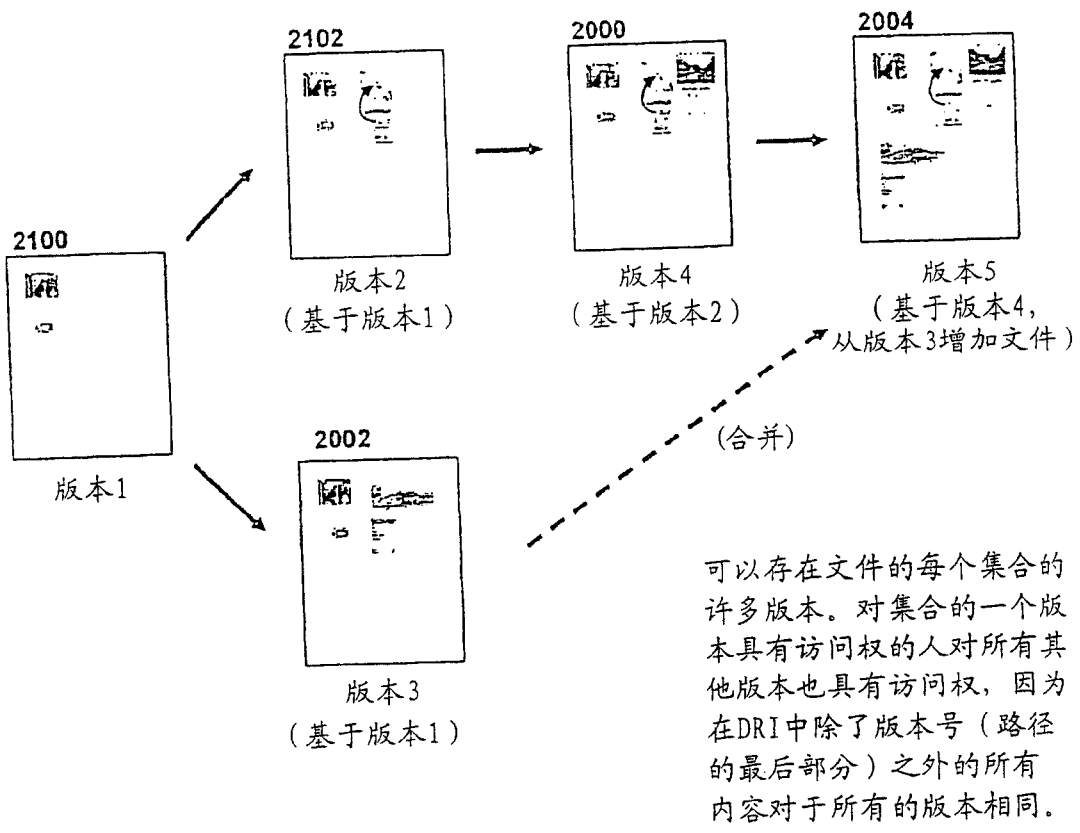 2102
2000
2004
版本2
(基于版本1)
版本4
(基于版本2)
版本5
(基于版本4,
从版本3增加文件)
2100
版本1
(合并)
2002
版本3
(基于版本1)
可以存在文件的每个集合的
许多版本。对集合的一个版
本具有访问权的人对所有其
他版本也具有访问权，因为
在DRI中除了版本号（路径
的最后部分）之外的所有
内容对于所有的版本相同。